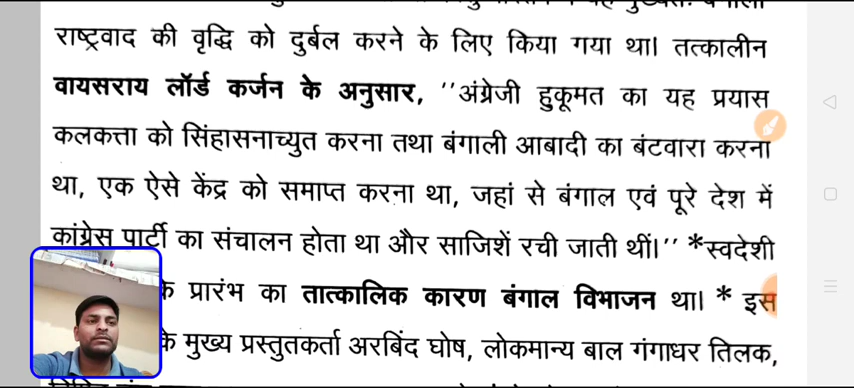 राष्ट्रवाद की वृद्धि को दुर्बल करने के लिए किया गया था। तत्कालीन
वायसराय लॉर्ड कर्जन के अनुसार, ''अंग्रेजी हुकूमत का यह प्रयास
कलकत्ता को सिंहासनाच्युत करना तथा बंगाली आबादी का बंटवारा करना
था, एक ऐसे केंद्र को समाप्त करना था, जहां से बंगाल एवं पूरे देश में
कांग्रेस पार्टी का संचालन होता था और साजिशें रची जाती थीं।'' *स्वदेशी
के प्रारंभ का तात्कालिक कारण बंगाल विभाजन था। * इस
के मुख्य प्रस्तुतकर्ता अरबिंद घोष, लोकमान्य बाल गंगाधर तिलक,